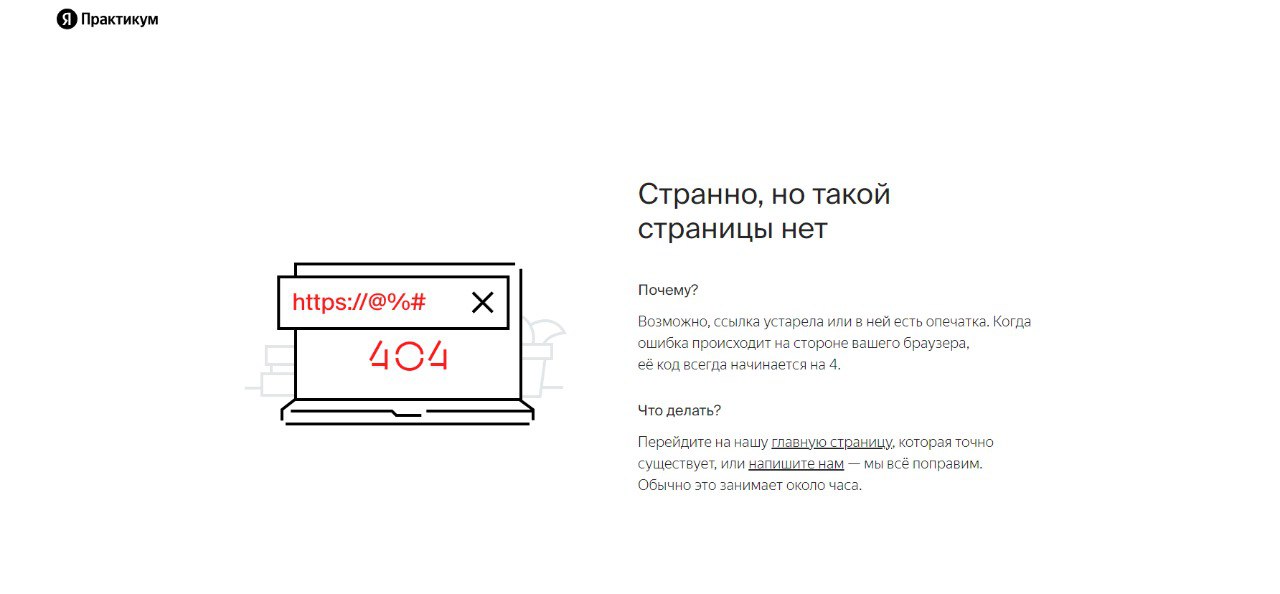 Я Практикум
Странно, но такой
страницы нет
https://@%#
404
Почему?
Возможно, ссылка устарела или в ней есть опечатка. Когда
ошибка происходит на стороне вашего браузера,
её код всегда начинается на 4.
Что делать?
Перейдите на нашу главную страницу, которая точно
существует, или напишите нам — мы всё поправим.
Обычно это занимает около часа.